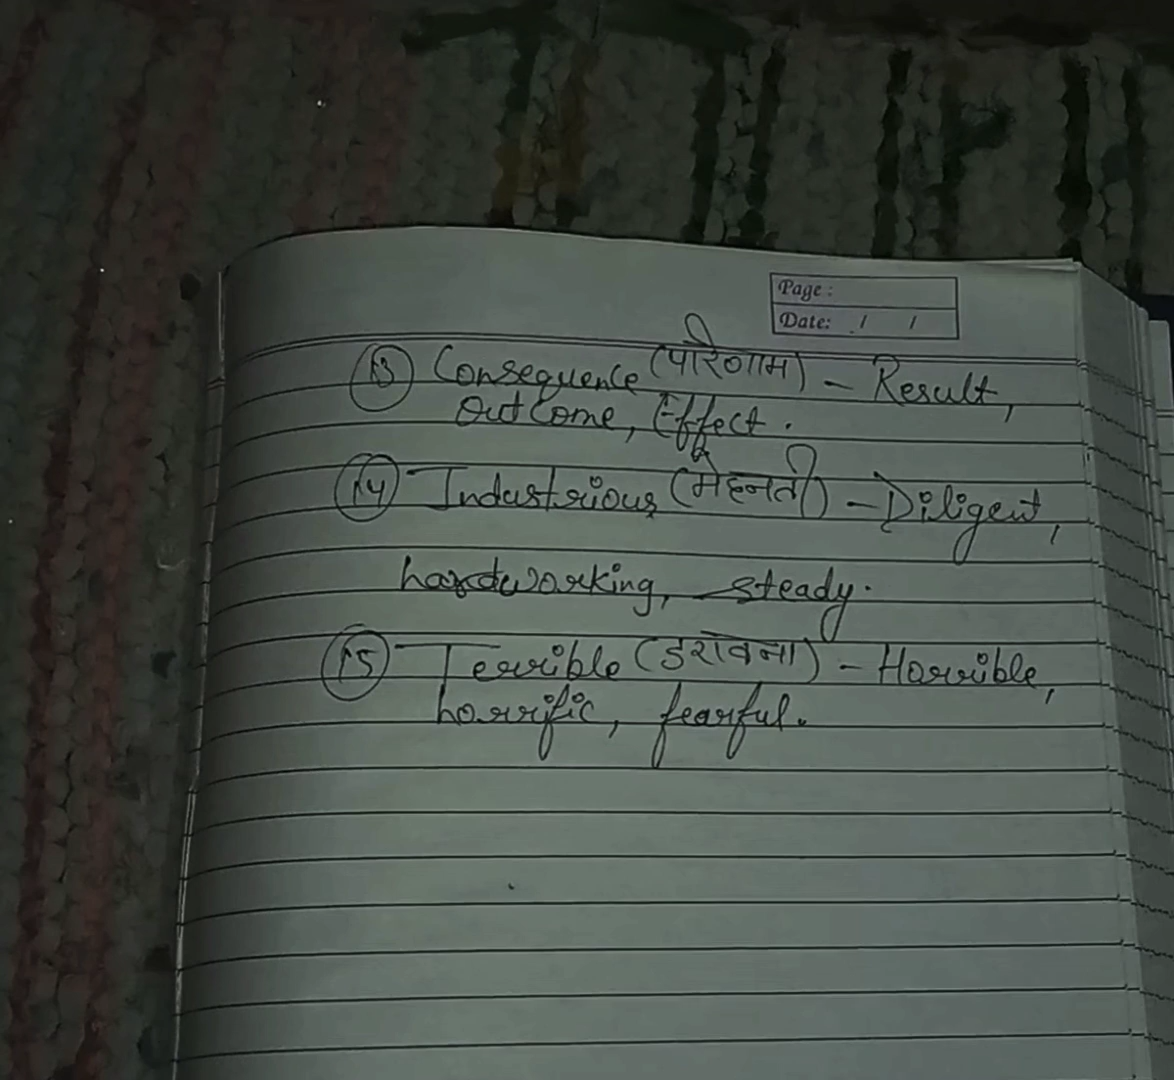 Page :
Date: / /
13 Consequence (परिणाम) - Result,
outcome, Effect.
14 Industrious (मेहनती) - Diligent,
hardworking, steady.
15 Terrible (डरावना) - Horrible,
horrific, fearful.